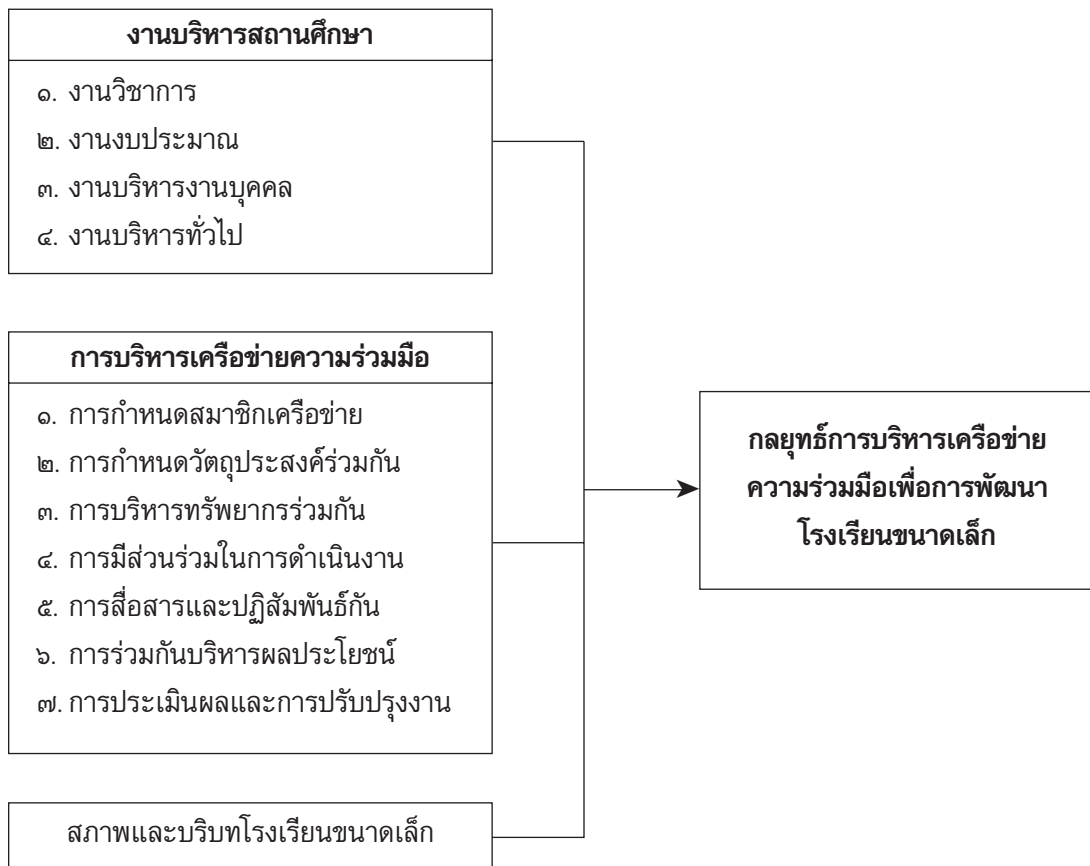 งานบริหารสถานศึกษา
๑. งานวิชาการ
๒. งานงบประมาณ
๓. งานบริหารงานบุคคล
๔. งานบริหารทั่วไป
การบริหารเครือข่ายความร่วมมือ
๑. การกำหนดสมาชิกเครือข่าย
๒. การกำหนดวัตถุประสงค์ร่วมกัน
๓. การบริหารทรัพยากรร่วมกัน
๔. การมีส่วนร่วมในการดำเนินงาน
๕. การสื่อสารและปฏิสัมพันธ์กัน
๖. การร่วมกันบริหารผลประโยชน์
๗. การประเมินผลและการปรับปรุงงาน
สภาพและบริบทโรงเรียนขนาดเล็ก
กลยุทธ์การบริหารเครือข่าย
ความร่วมมือเพื่อการพัฒนา
โรงเรียนขนาดเล็ก